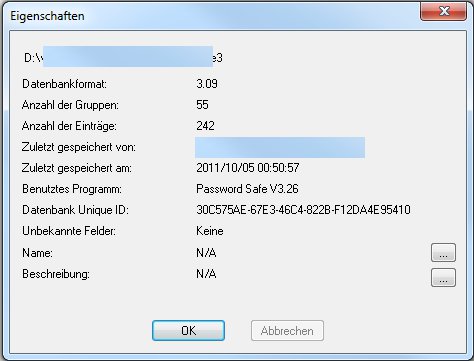 Eigenschaften
D:\ e3
Datenbankformat: 3.09
Anzahl der Gruppen: 55
Anzahl der Einträge: 242
Zuletzt gespeichert von:
Zuletzt gespeichert am: 2011/10/05 00:50:57
Benutztes Programm: Password Safe V3.26
Datenbank Unique ID: 30C575AE-67E3-46C4-822B-F12DA4E95410
Unbekannte Felder: Keine
Name: N/A ...
Beschreibung: N/A ...
OK Abbrechen